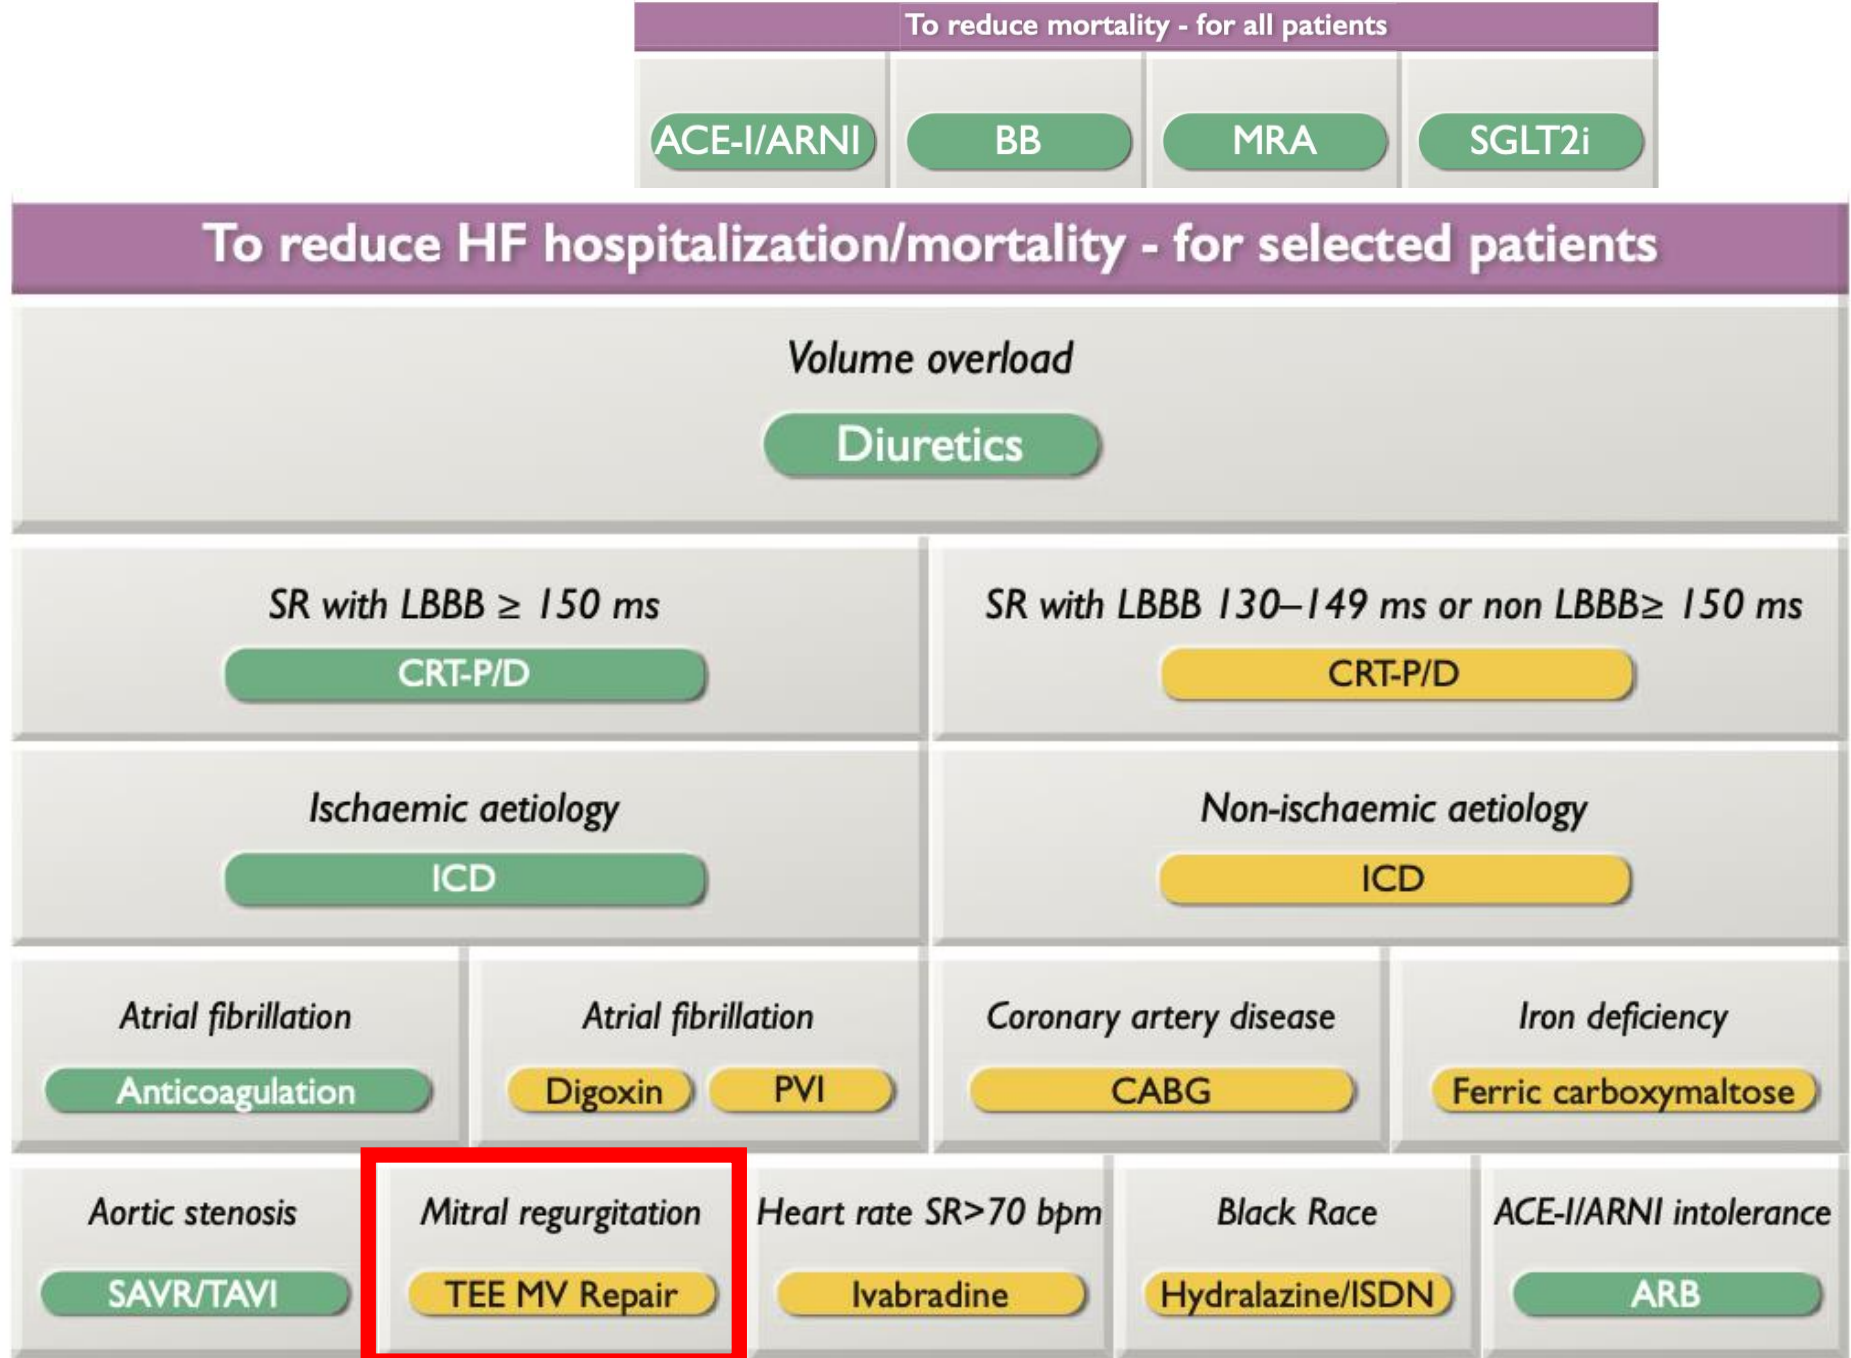 To reduce mortality - for all patients
ACE-I/ARNI BB MRA SGLT2i
To reduce HF hospitalization/mortality - for selected patients
Volume overload
Diuretics
SR with LBBB ≥ 150 ms
CRT-P/D
SR with LBBB 130–149 ms or non LBBB≥ 150 ms
CRT-P/D
Ischaemic aetiology
ICD
Non-ischaemic aetiology
ICD
Atrial fibrillation
Anticoagulation
Atrial fibrillation
Digoxin PVI
Coronary artery disease
CABG
Iron deficiency
Ferric carboxymaltose
Aortic stenosis
SAVR/TAVI
Mitral regurgitation
TEE MV Repair
Heart rate SR>70 bpm
Ivabradine
Black Race
Hydralazine/ISDN
ACE-I/ARNI intolerance
ARB